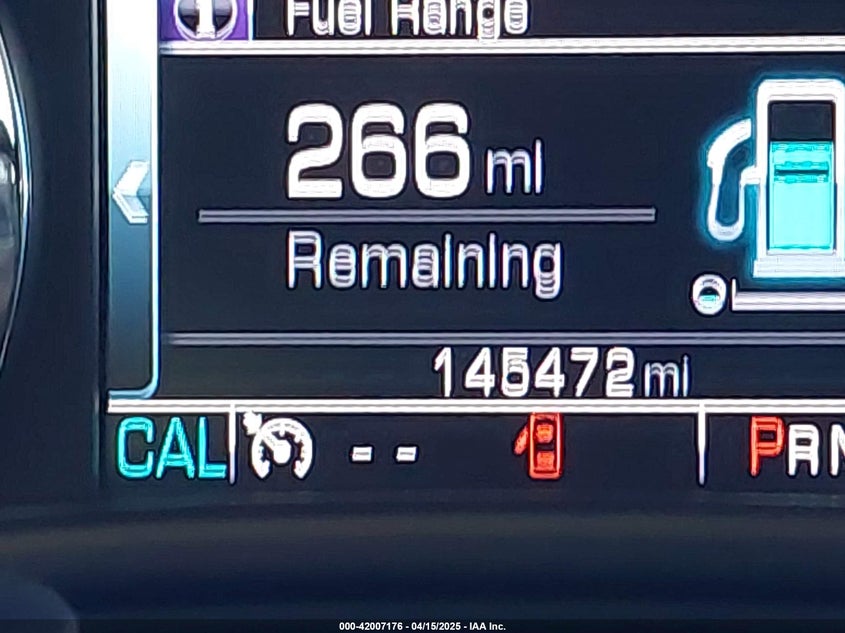 Fuel Range
266 mi
Remaining
145472 mi
CAL
--
PRN
000-42007176 - 04/15/2025 - IAA Inc.